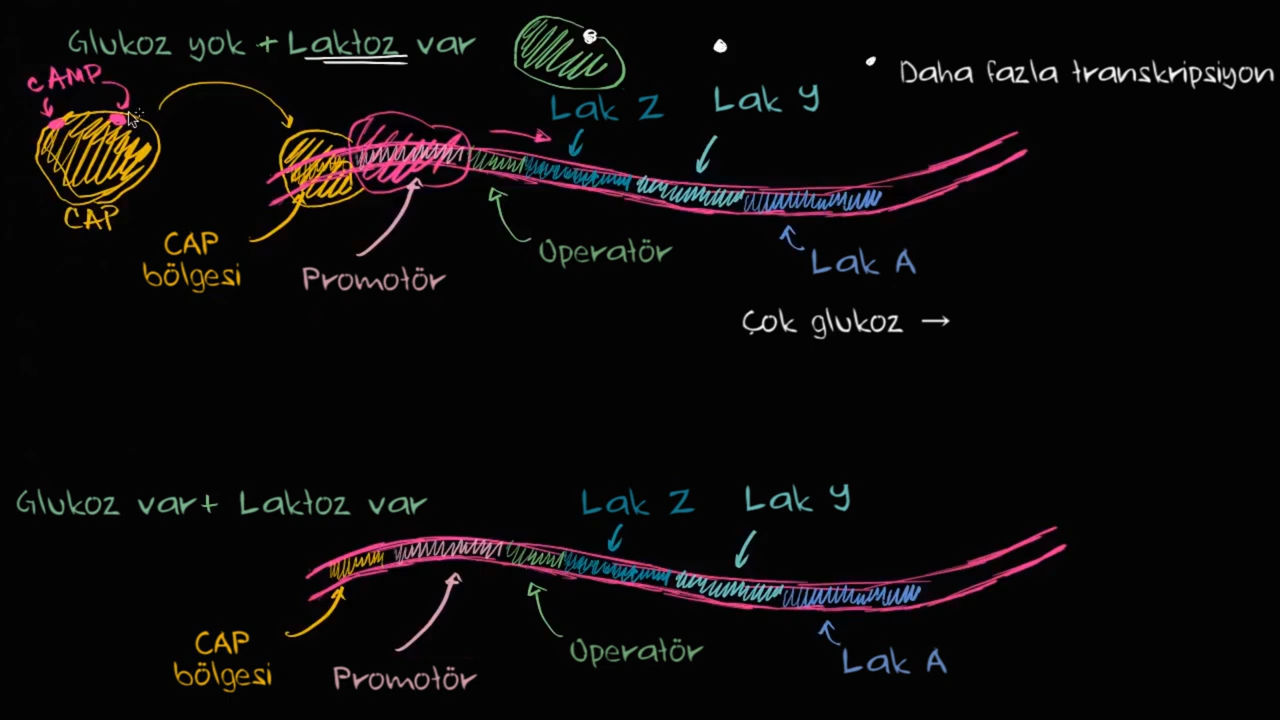 Glukoz yok + Laktoz var
cAMP
Daha fazla transkripsiyon
Lak Z
Lak Y
CAP
CAP
bölgesi
Promotör
Operatör
Lak A
Çok glukoz →
Glukoz var + Laktoz var
Lak Z
Lak Y
CAP
bölgesi
Promotör
Operatör
Lak A